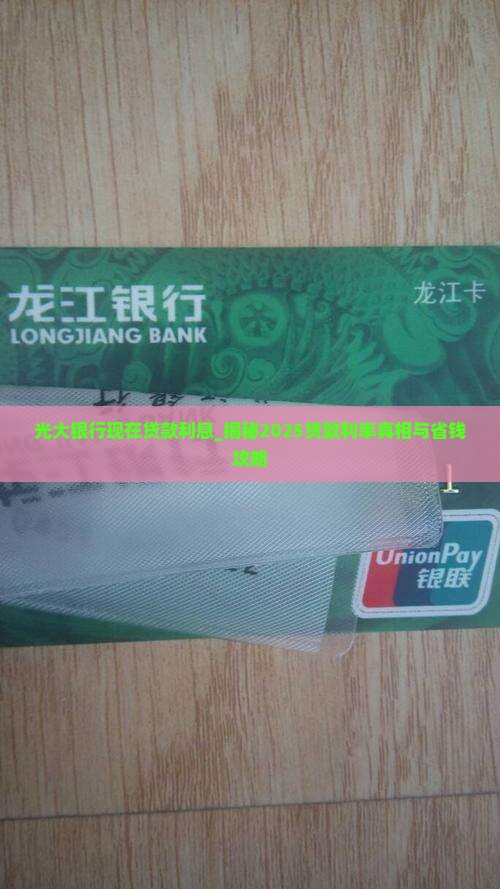 龙江银行
龙江卡
LONGJIANG BANK
光大银行现在贷款利息_揭秘2025贷款利率真相与省钱
攻略
1
UnionPay
银联